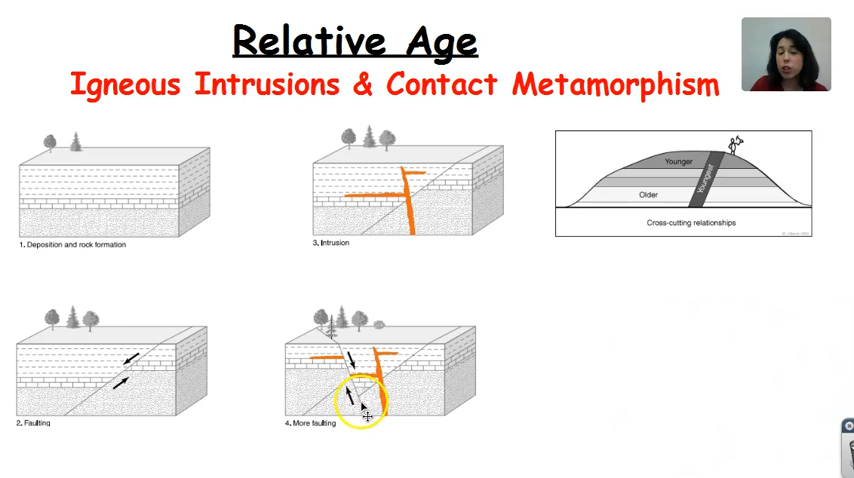 Relative Age
Igneous Intrusions & Contact Metamorphism
1. Deposition and rock formation
3. Intrusion
Younger
Older
Youngest
Cross-cutting relationships
2. Faulting
4. More faulting